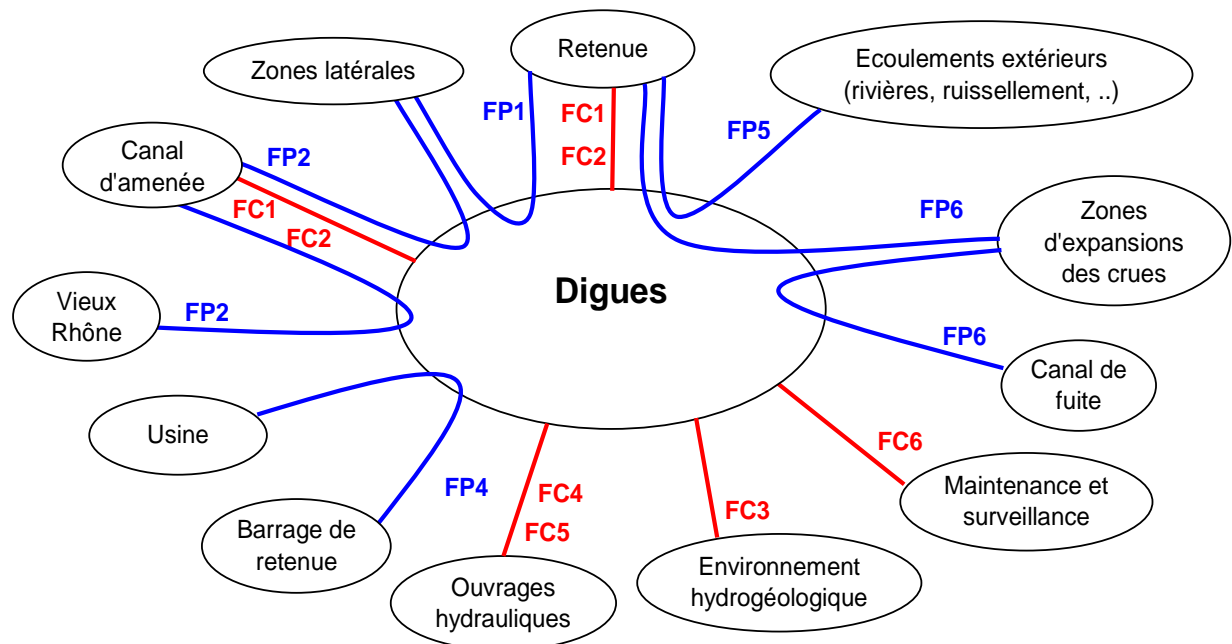 Retenue
Ecoulements extérieurs
(rivières, ruissellement, ..)
Zones latérales
FP1
FC1
FC2
FP5
Canal
d'amenée
FP2
FC1
FC2
FP6
Zones
d'expansions
des crues
Digues
Vieux
Rhône
FP2
FP6
Canal de
fuite
Usine
FP4
FC4
FC5
FC3
FC6
Maintenance et
surveillance
Barrage de
retenue
Ouvrages
hydrauliques
Environnement
hydrogéologique